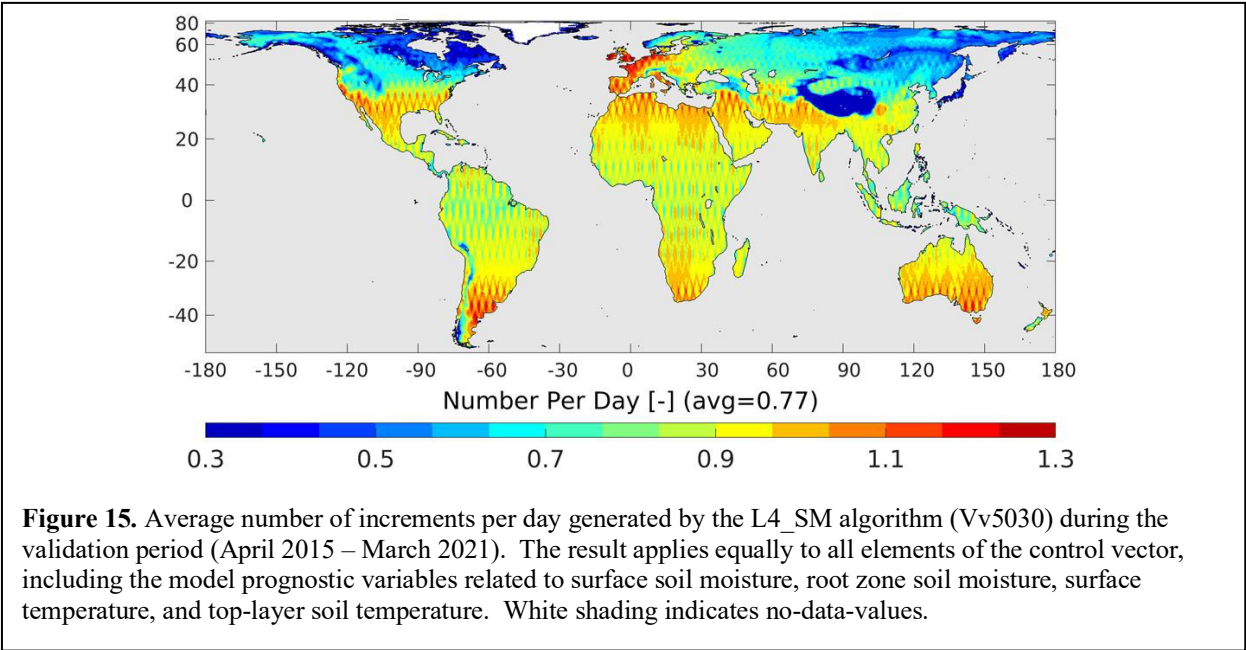 80
60
40
20
0
-20
-40
-180 -150 -120 -90 -60 -30 0 30 60 90 120 150 180
Number Per Day [-] (avg=0.77)
0.3 0.5 0.7 0.9 1.1 1.3
Figure 15. Average number of increments per day generated by the L4_SM algorithm (Vv5030) during the
validation period (April 2015 – March 2021).  The result applies equally to all elements of the control vector,
including the model prognostic variables related to surface soil moisture, root zone soil moisture, surface
temperature, and top-layer soil temperature.  White shading indicates no-data-values.